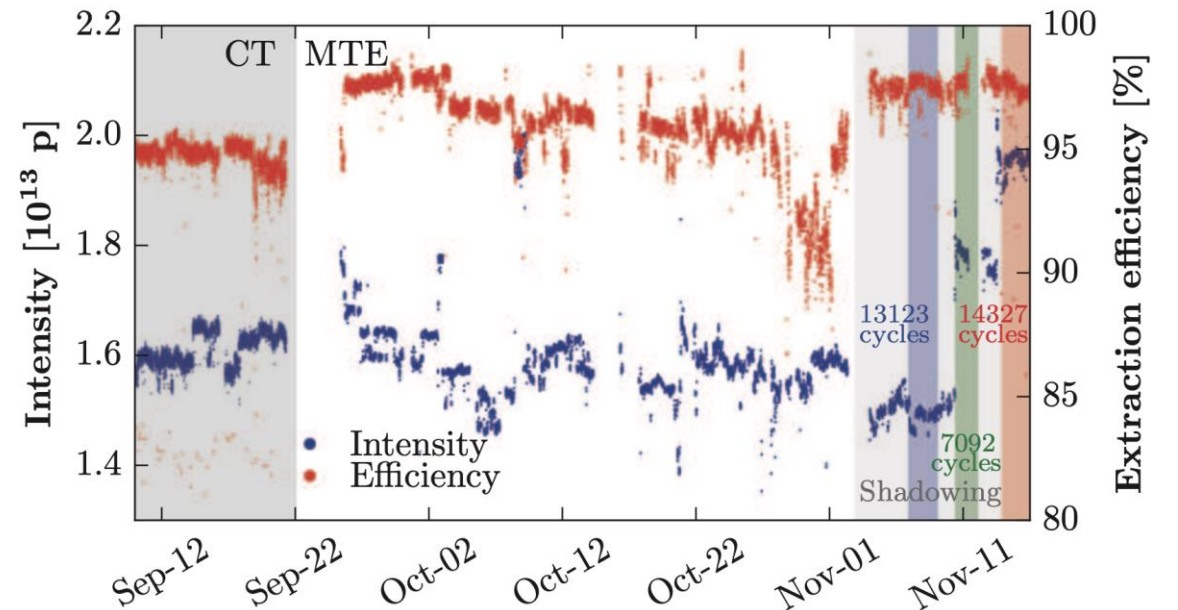 2.2
2.0
1.8
1.6
1.4
Intensity [10¹³ p]
CT
MTE
100
95
90
85
80
Extraction efficiency [%]
13123
cycles
14327
cycles
7092
cycles
Shadowing
Intensity
Efficiency
Sep-12
Sep-22
Oct-02
Oct-12
Oct-22
Nov-01
Nov-11